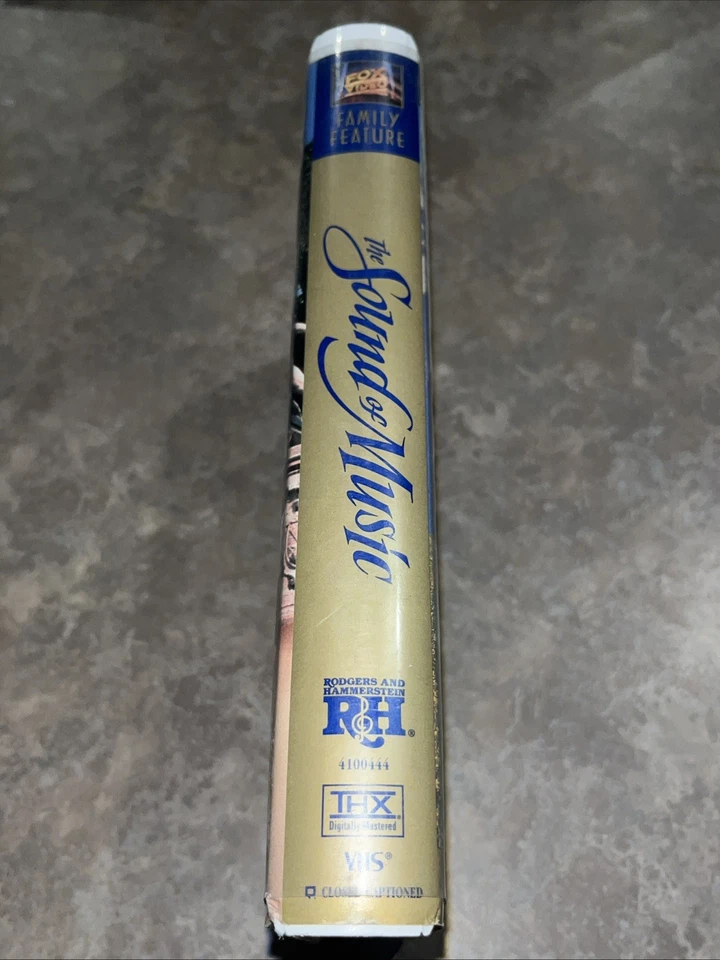 FOX
VIDEO
FAMILY
FEATURE
The Sound of Music
RODGERS AND
HAMMERSTEIN
R&H®
4100444
THX®
Digitally Mastered
VHS®
CLOSED CAPTIONED